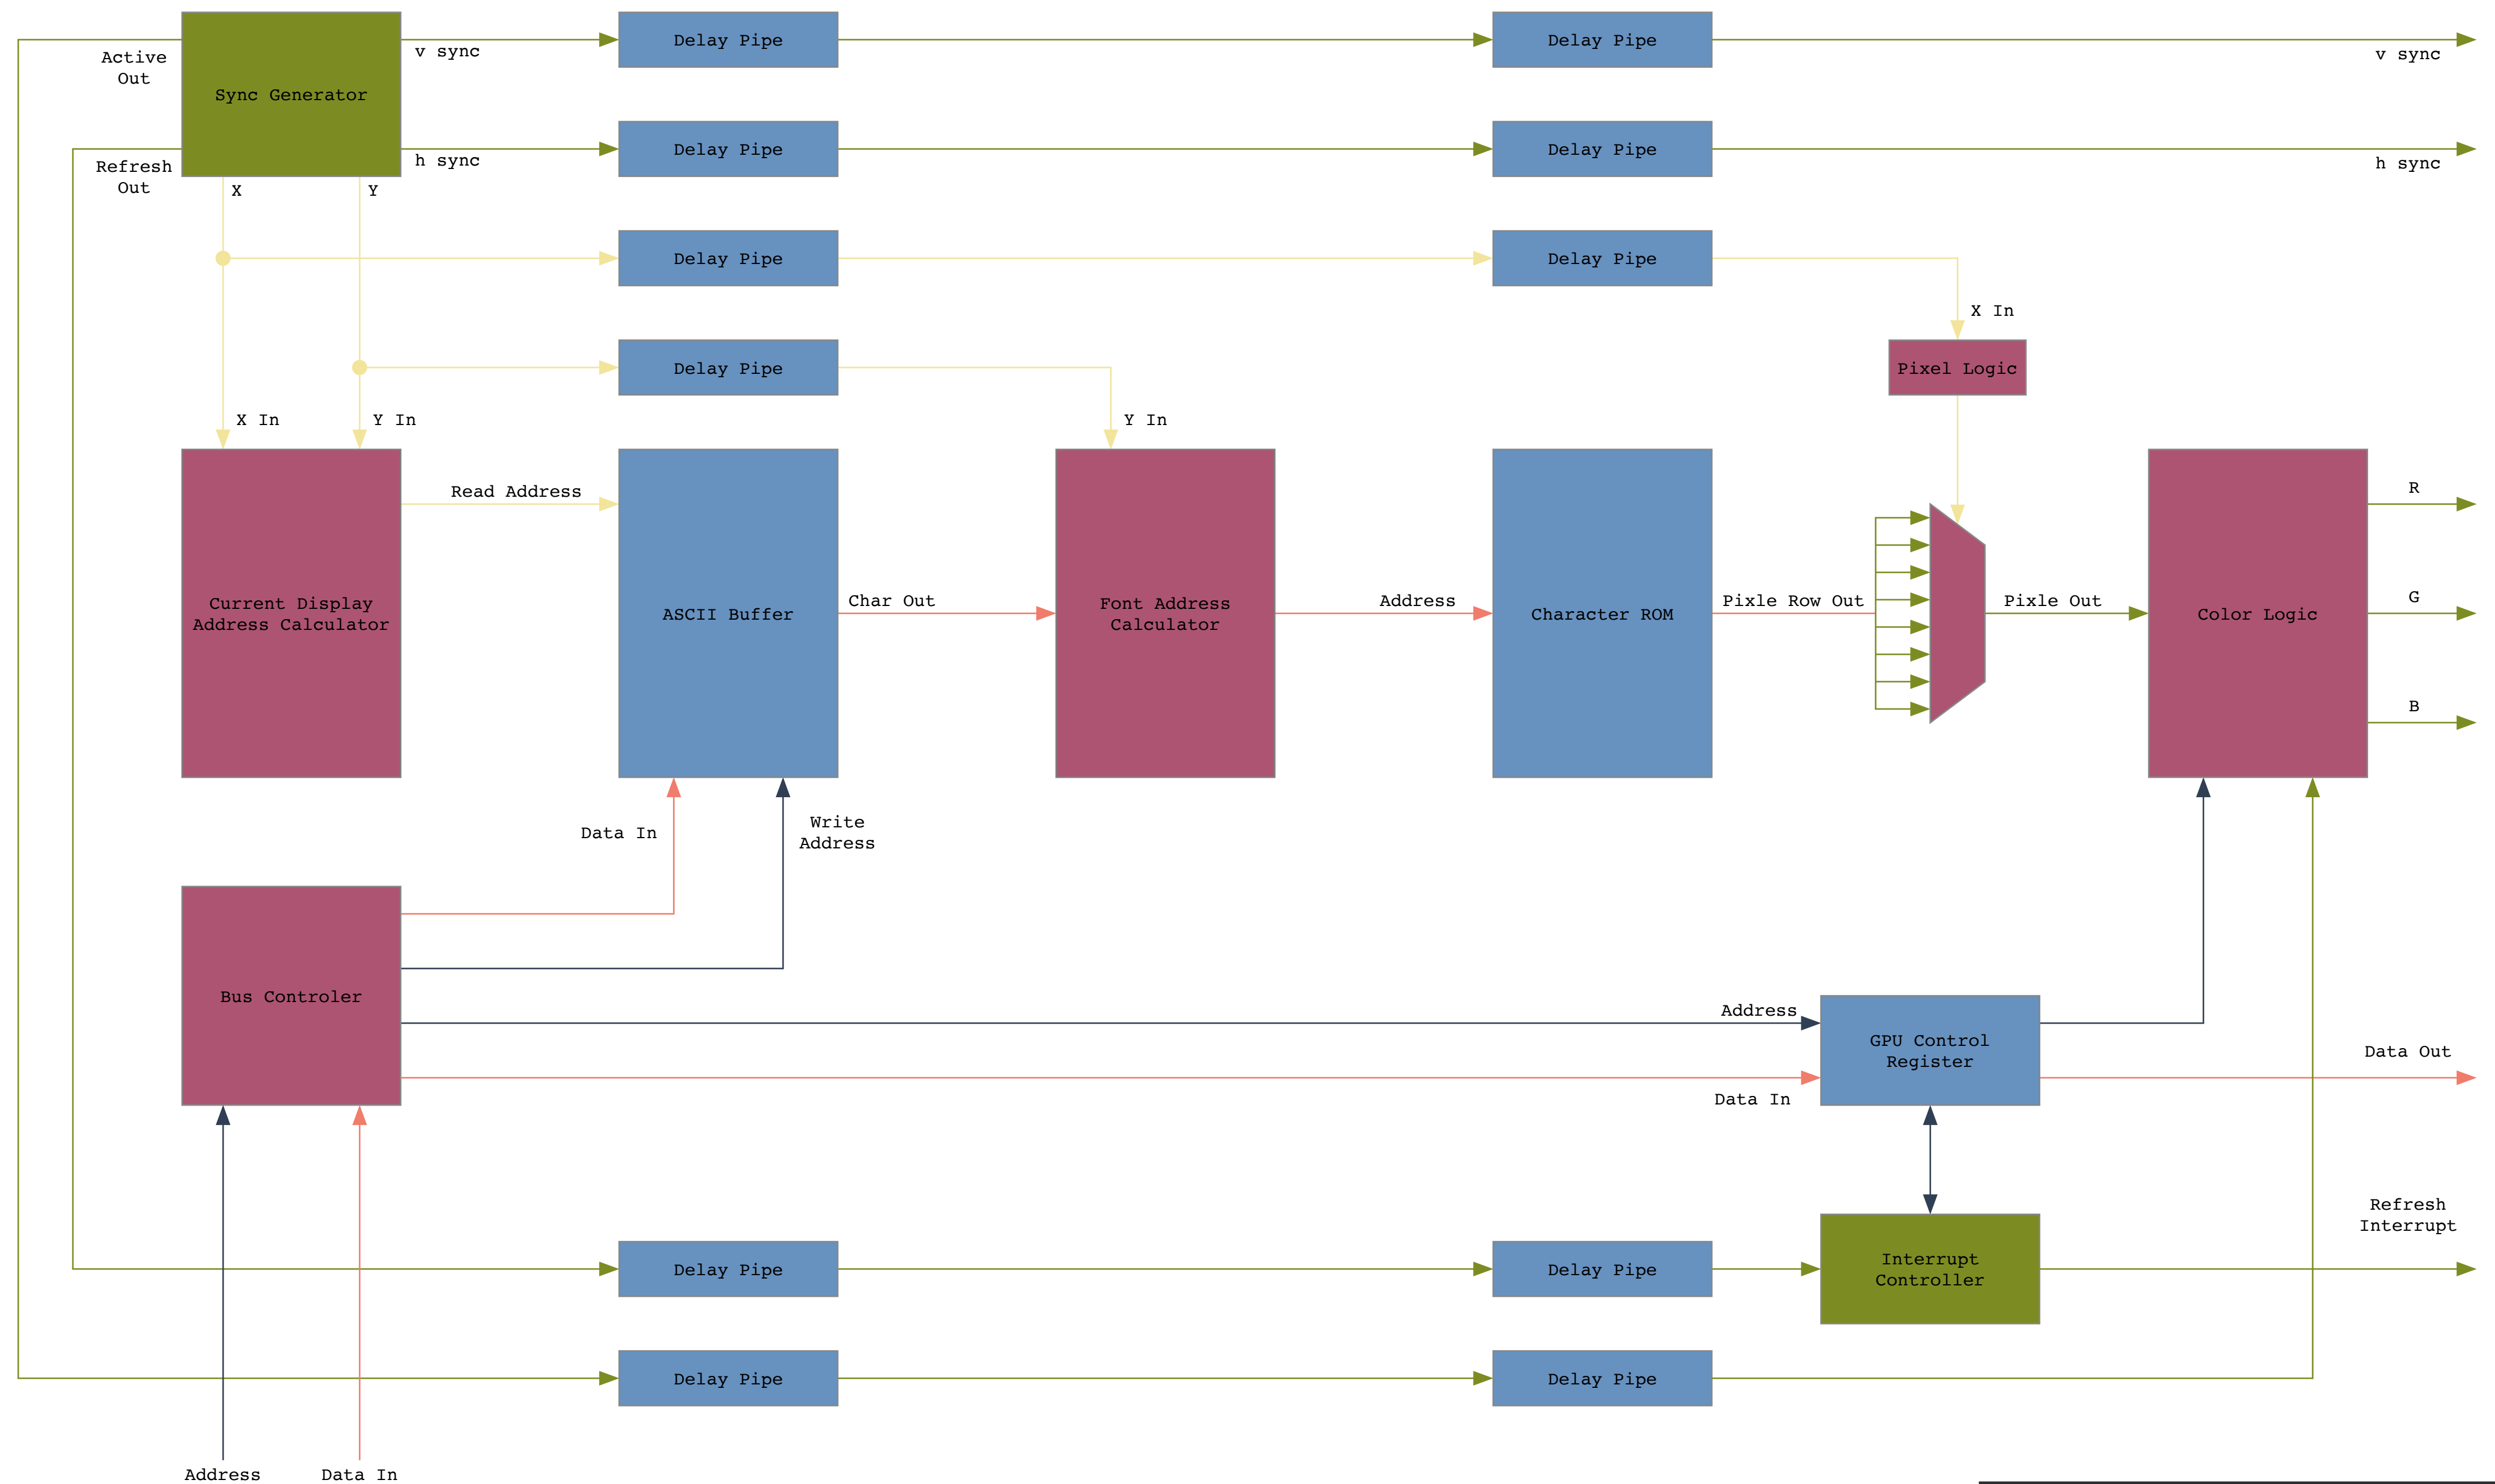 Active
Out
Sync Generator
v sync
Delay Pipe
Delay Pipe
v sync
Refresh
Out
h sync
Delay Pipe
Delay Pipe
h sync
X
Y
Delay Pipe
Delay Pipe
X In
Delay Pipe
Pixel Logic
X In
Y In
Y In
Current Display
Address Calculator
Read Address
ASCII Buffer
Char Out
Font Address
Calculator
Address
Character ROM
Pixle Row Out
Pixle Out
Color Logic
R
G
B
Data In
Write
Address
Bus Controler
Address
Data In
GPU Control
Register
Data Out
Delay Pipe
Delay Pipe
Interrupt
Controller
Refresh
Interrupt
Delay Pipe
Delay Pipe
Address
Data In